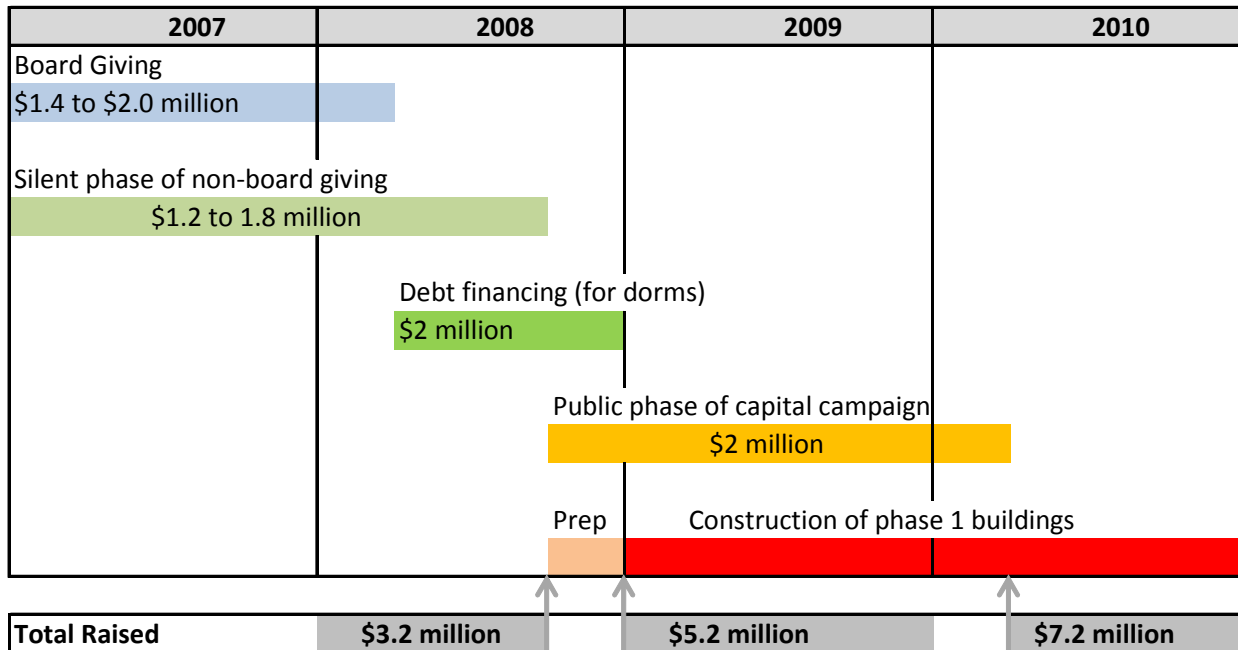 2007 2008 2009 2010
Board Giving
$1.4 to $2.0 million
Silent phase of non-board giving
$1.2 to 1.8 million
Debt financing (for dorms)
$2 million
Public phase of capital campaign
$2 million
Prep Construction of phase 1 buildings
Total Raised $3.2 million $5.2 million $7.2 million